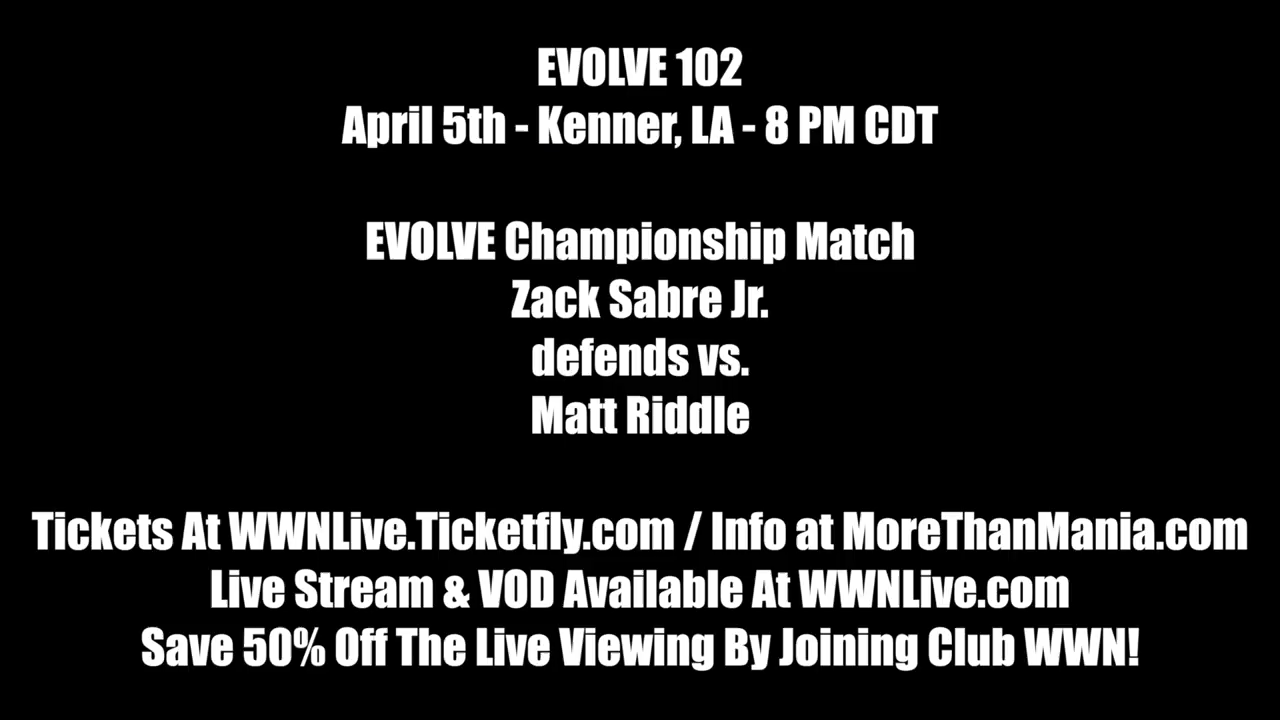 EVOLVE 102
April 5th - Kenner, LA - 8 PM CDT
EVOLVE Championship Match
Zack Sabre Jr.
defends vs.
Matt Riddle
Tickets At WWNLive.Ticketfly.com / Info at MoreThanMania.com
Live Stream & VOD Available At WWNLive.com
Save 50% Off The Live Viewing By Joining Club WWN!